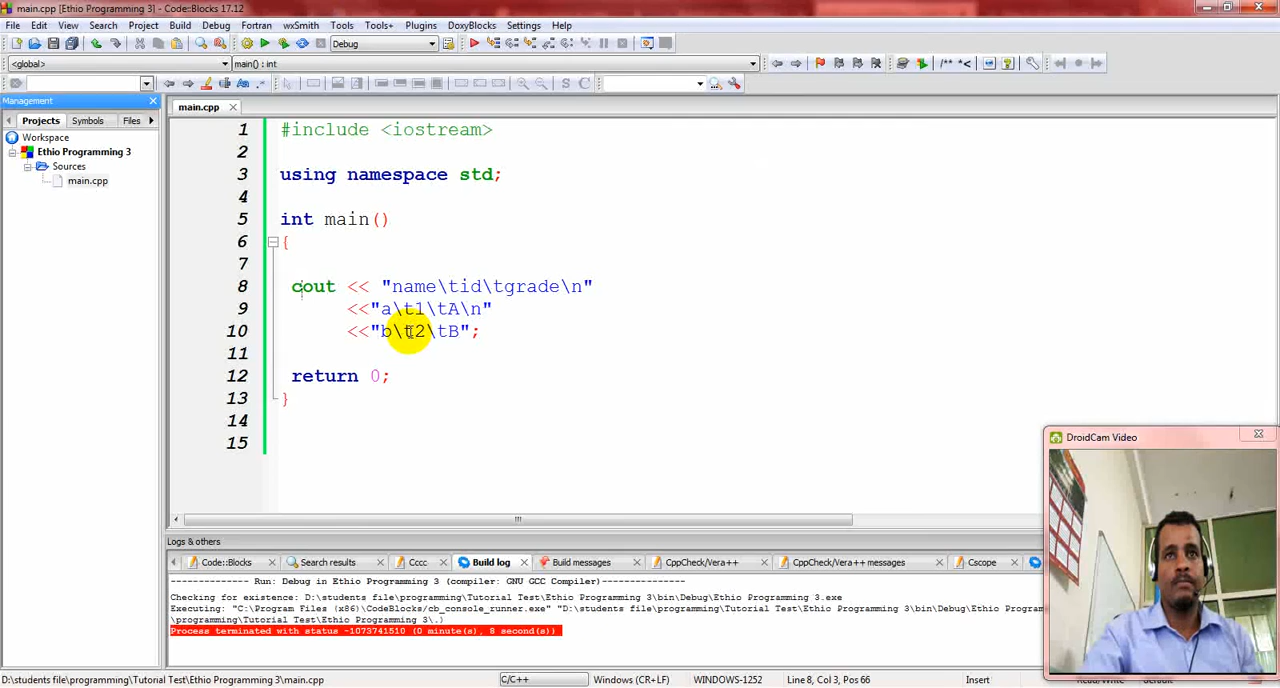 main.cpp [Ethio Programming 3] - Code::Blocks 17.12
File Edit View Search Project Build Debug Fortran wxSmith Tools Tools+ Plugins DoxyBlocks Settings Help
Debug
<global> main() : int
/** *<
S C
Management
Projects Symbols Files
Workspace
Ethio Programming 3
Sources
main.cpp
main.cpp
1 #include <iostream>
2
3 using namespace std;
4
5 int main()
6 {
7
8 cout << "name\tid\tgrade\n"
9 <<"a\t1\tA\n"
10 <<"b\t2\tB";
11
12 return 0;
13 }
14
15
DroidCam Video
Logs & others
Code::Blocks Search results Cccc Build log Build messages CppCheck/Vera++ CppCheck/Vera++ messages Cscope
-------------- Run: Debug in Ethio Programming 3 (compiler: GNU GCC Compiler)---------------
Checking for existence: D:\students file\programming\Tutorial Test\Ethio Programming 3\bin\Debug\Ethio Programming 3.exe
Executing: "C:\Program Files (x86)\CodeBlocks/cb_console_runner.exe" "D:\students file\programming\Tutorial Test\Ethio Programming 3\bin\Debug\Ethio Programming
\programming\Tutorial Test\Ethio Programming 3\.)
Process terminated with status -1073741510 (0 minute(s), 8 second(s))
D:\students file\programming\Tutorial Test\Ethio Programming 3\main.cpp C/C++ Windows (CR+LF) WINDOWS-1252 Line 8, Col 3, Pos 66 Insert